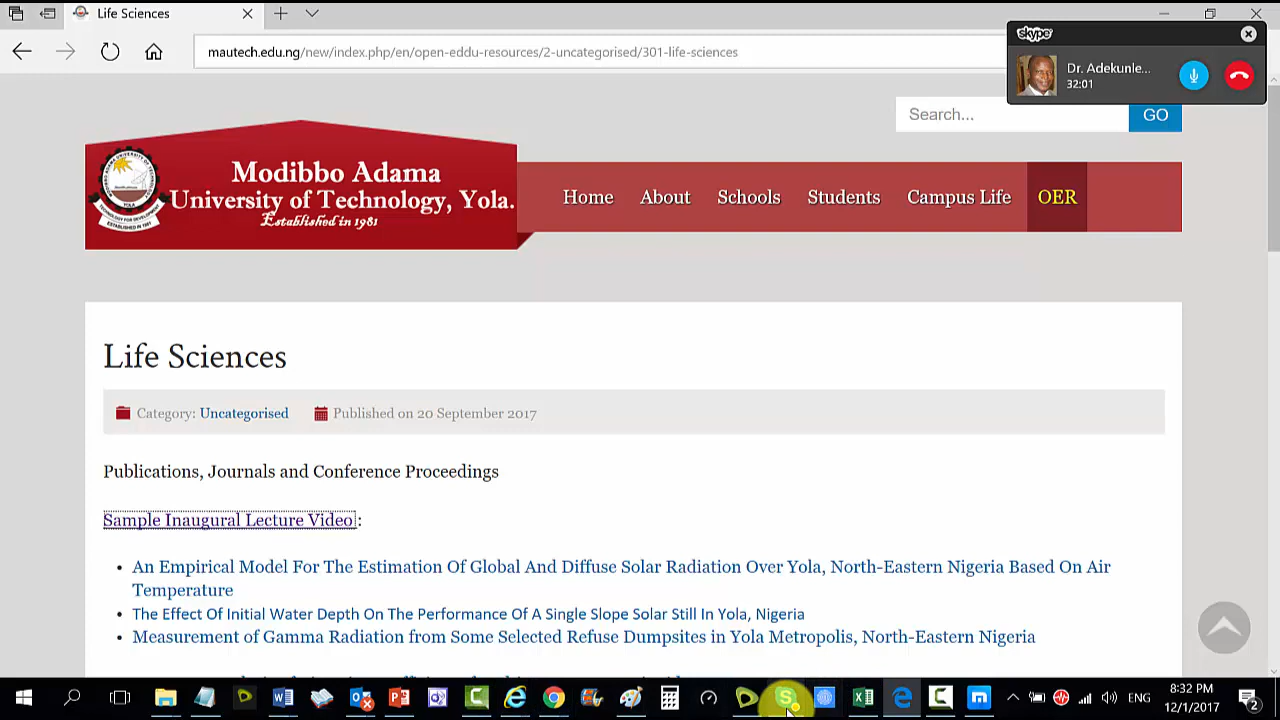 Life Sciences
mautech.edu.ng/new/index.php/en/open-eddu-resources/2-uncategorised/301-life-sciences
skype
Dr. Adekunle...
32:01
Search...
GO
Modibbo Adama
University of Technology, Yola.
Established in 1981
Home About Schools Students Campus Life OER
Life Sciences
Category: Uncategorised Published on 20 September 2017
Publications, Journals and Conference Proceedings
Sample Inaugural Lecture Video:
• An Empirical Model For The Estimation Of Global And Diffuse Solar Radiation Over Yola, North-Eastern Nigeria Based On Air
Temperature
• The Effect Of Initial Water Depth On The Performance Of A Single Slope Solar Still In Yola, Nigeria
• Measurement of Gamma Radiation from Some Selected Refuse Dumpsites in Yola Metropolis, North-Eastern Nigeria
ENG
8:32 PM
12/1/2017
2